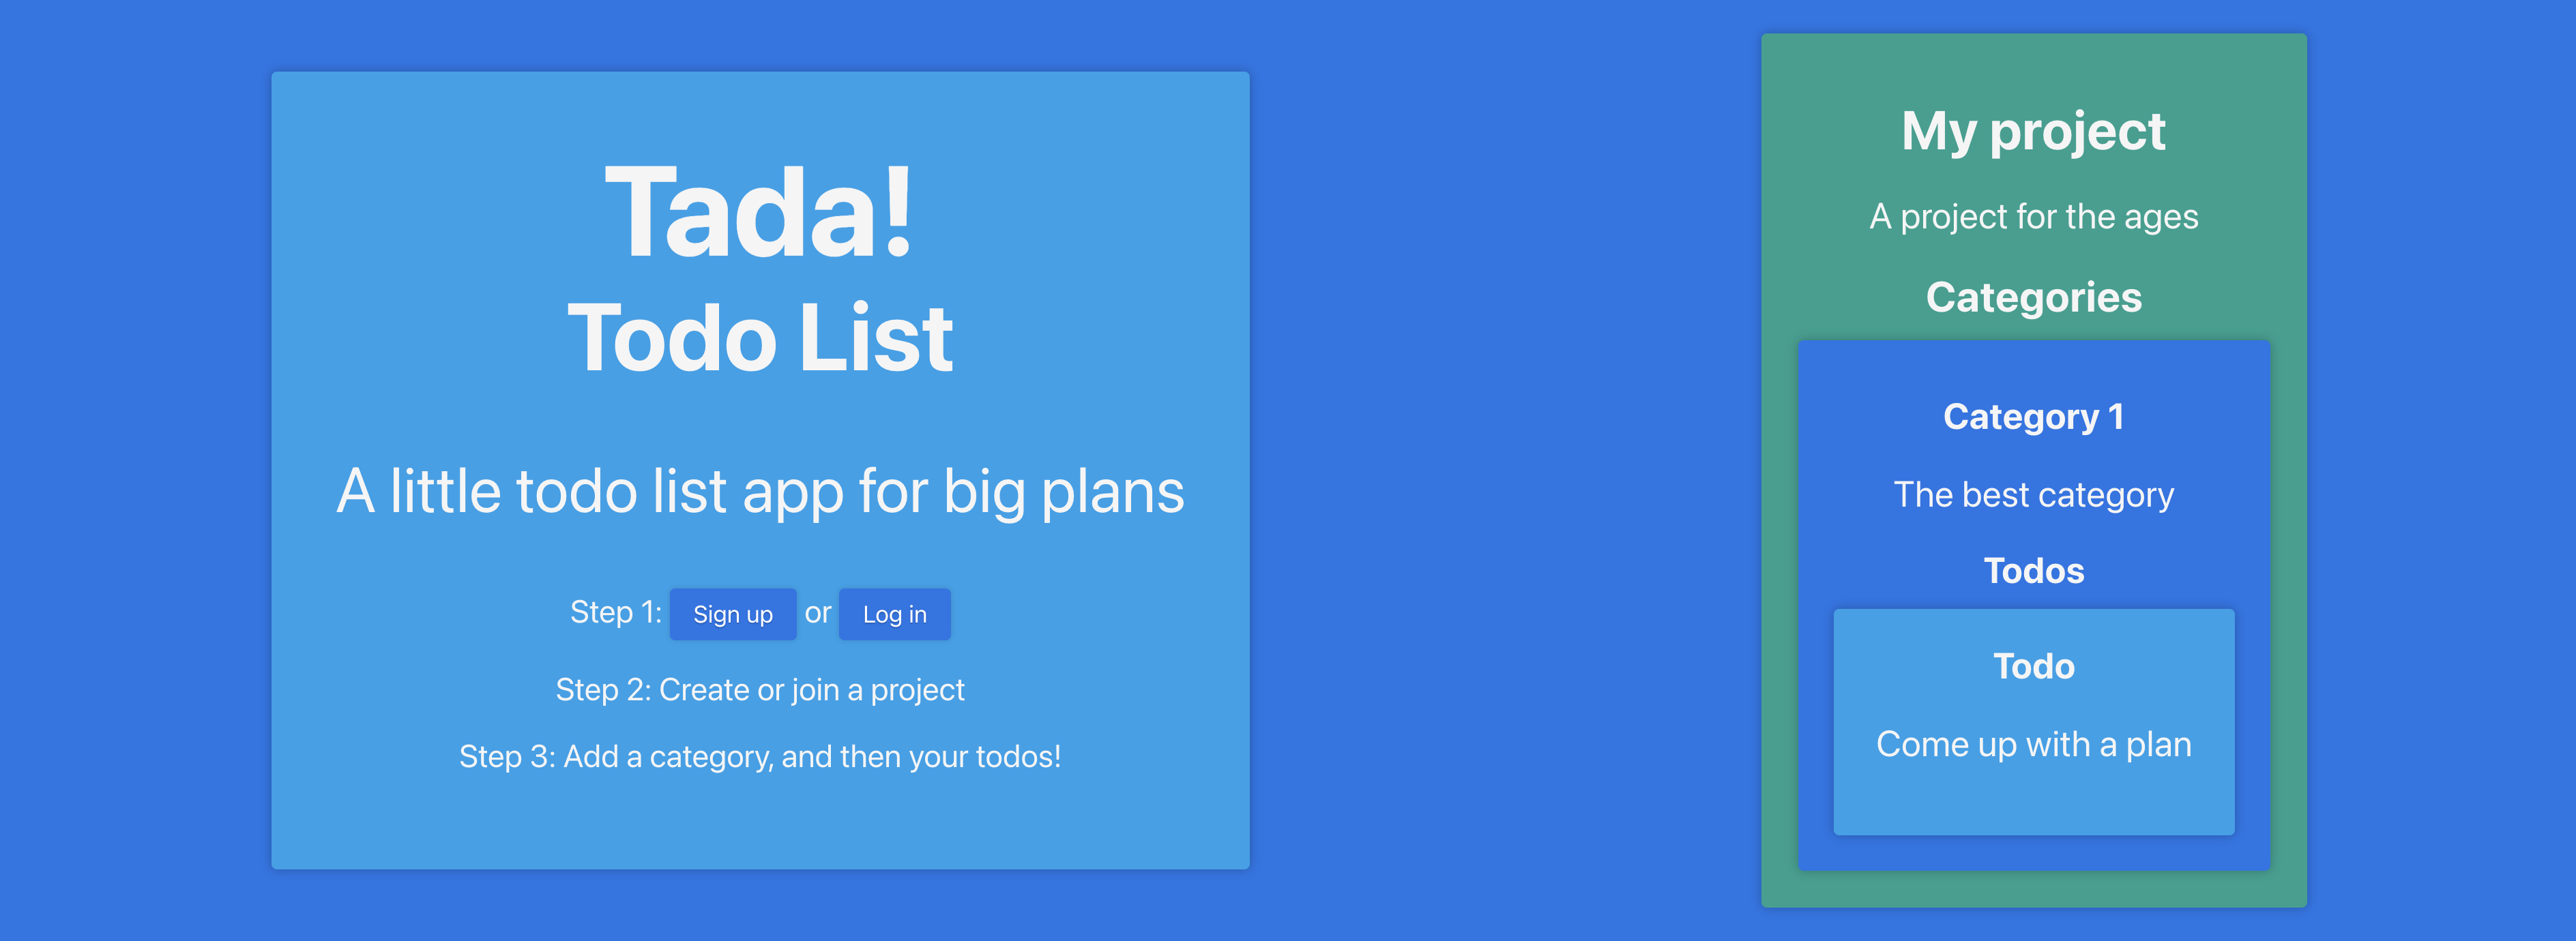 Tada!
Todo List
A little todo list app for big plans
Step 1: Sign up or Log in
Step 2: Create or join a project
Step 3: Add a category, and then your todos!
My project
A project for the ages
Categories
Category 1
The best category
Todos
Todo
Come up with a plan